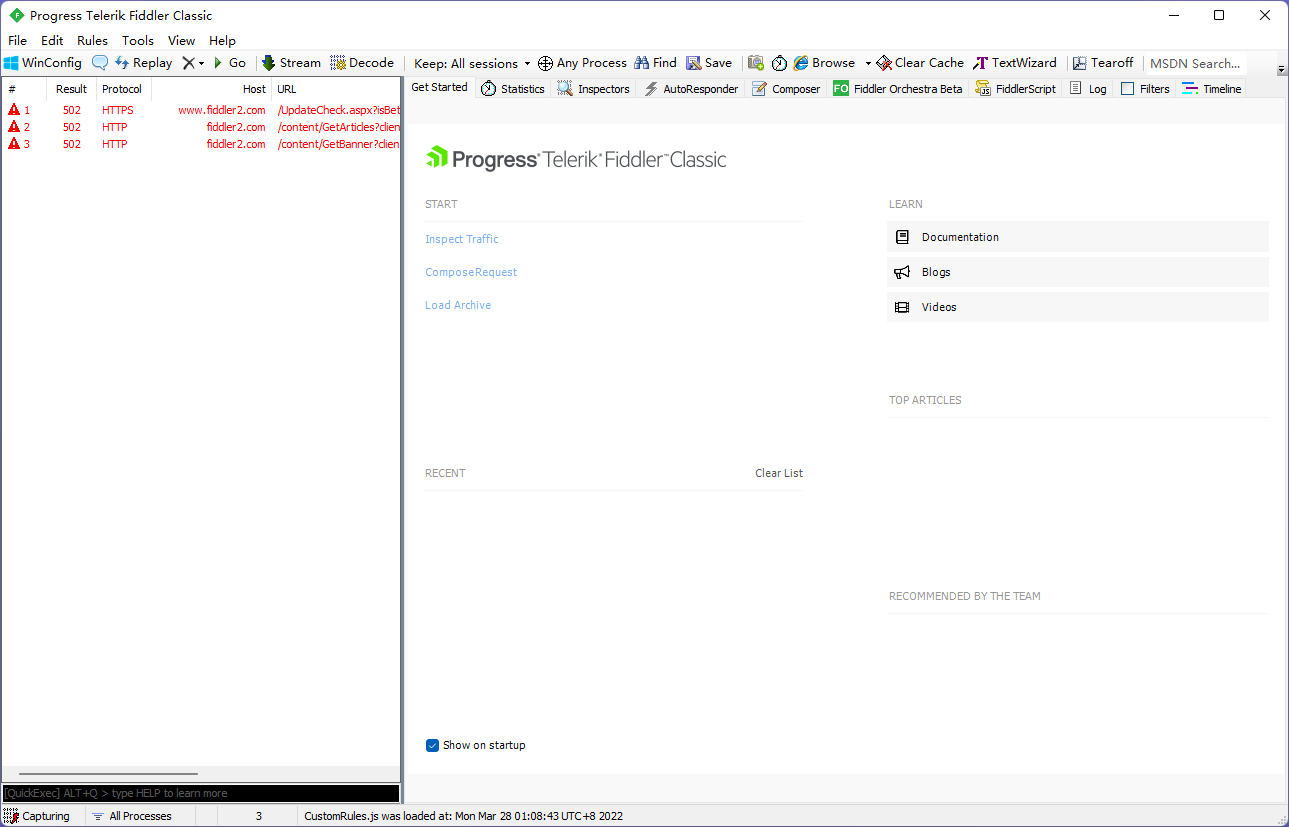 Progress Telerik Fiddler Classic
File Edit Rules Tools View Help
WinConfig Replay Go Stream Decode Keep: All sessions Any Process Find Save Browse Clear Cache TextWizard Tearoff MSDN Search...
# Result Protocol Host URL
1 502 HTTPS www.fiddler2.com /UpdateCheck.aspx?isBet
2 502 HTTP fiddler2.com /content/GetArticles?clien
3 502 HTTP fiddler2.com /content/GetBanner?clien
[QuickExec] ALT+Q > type HELP to learn more
Get Started Statistics Inspectors AutoResponder Composer FO Fiddler Orchestra Beta FiddlerScript Log Filters Timeline
Progress® Telerik® Fiddler™ Classic
START
Inspect Traffic
Compose Request
Load Archive
RECENT Clear List
Show on startup
LEARN
Documentation
Blogs
Videos
TOP ARTICLES
RECOMMENDED BY THE TEAM
Capturing All Processes 3 CustomRules.js was loaded at: Mon Mar 28 01:08:43 UTC+8 2022